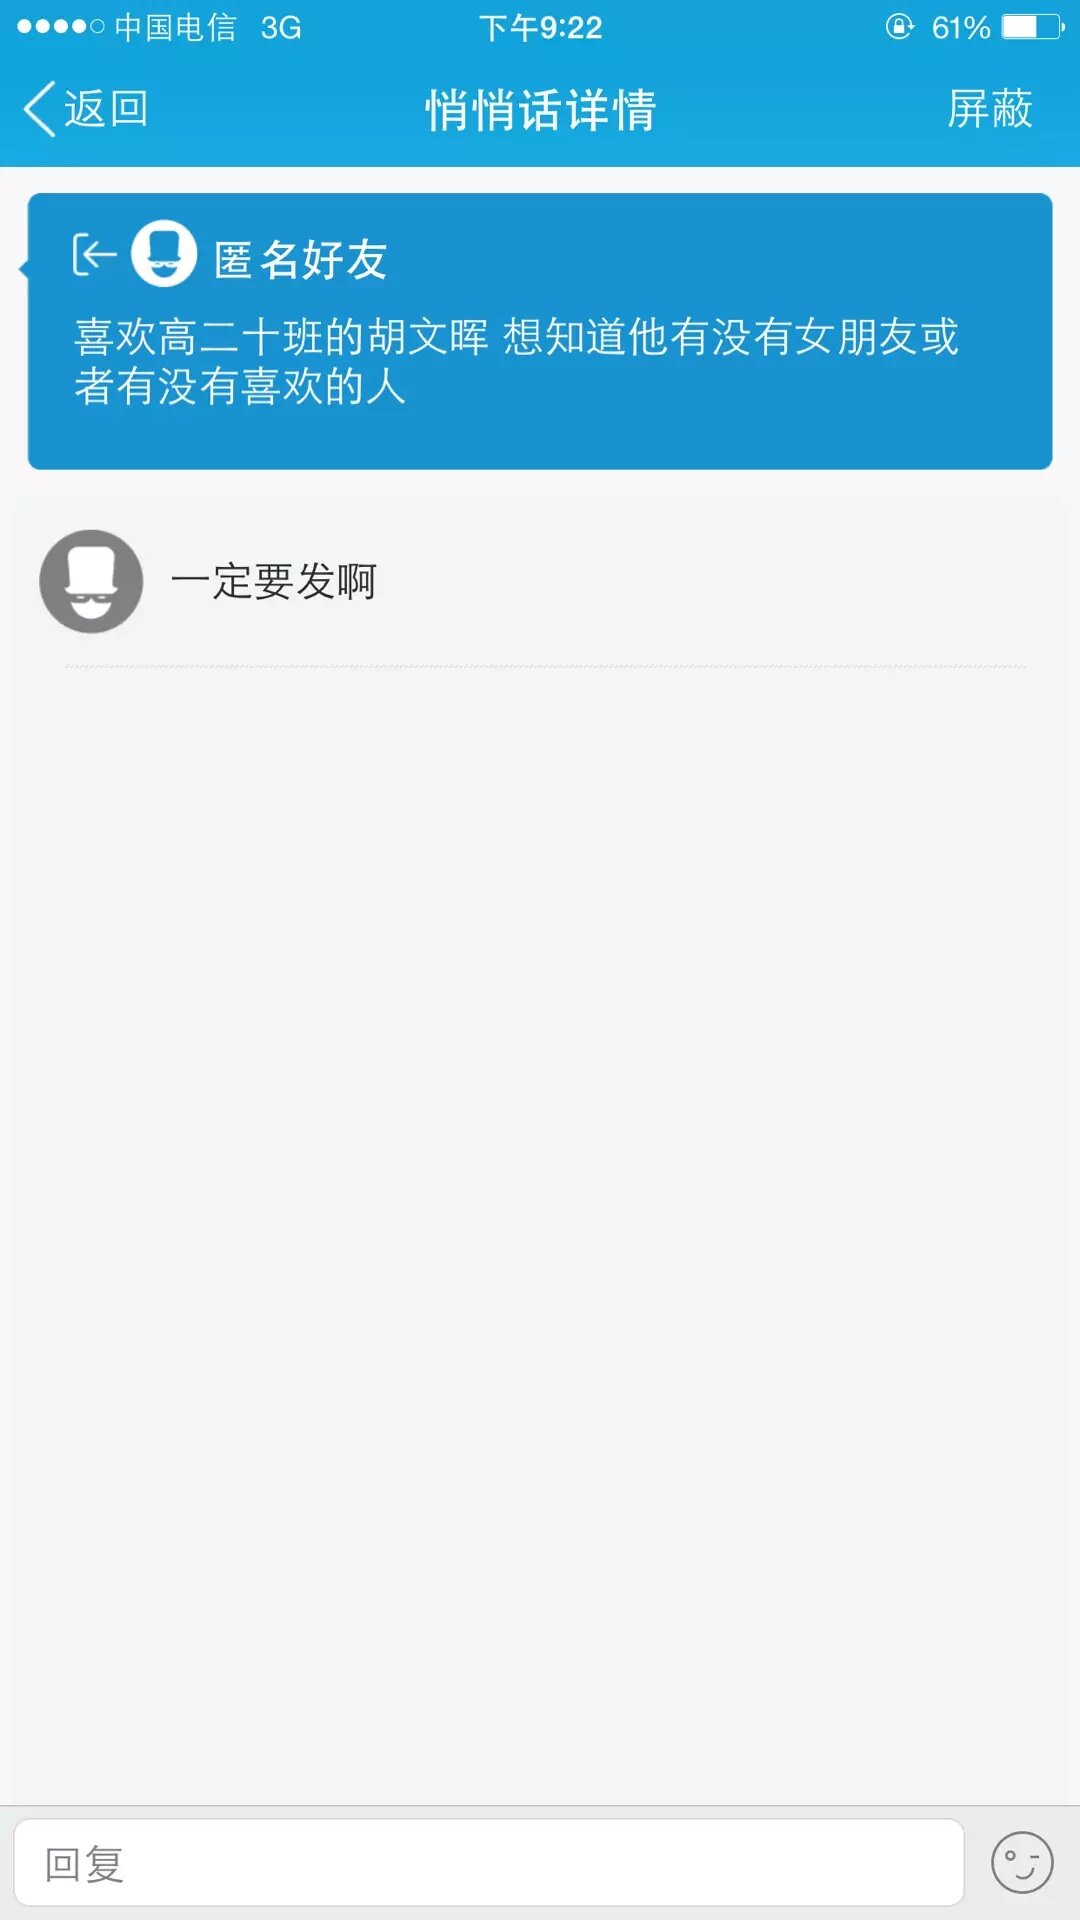 中国电信 3G 下午9:22 61%
返回 悄悄话详情 屏蔽
匿名好友
喜欢高二十班的胡文晖 想知道他有没有女朋友或
者有没有喜欢的人
一定要发啊
回复